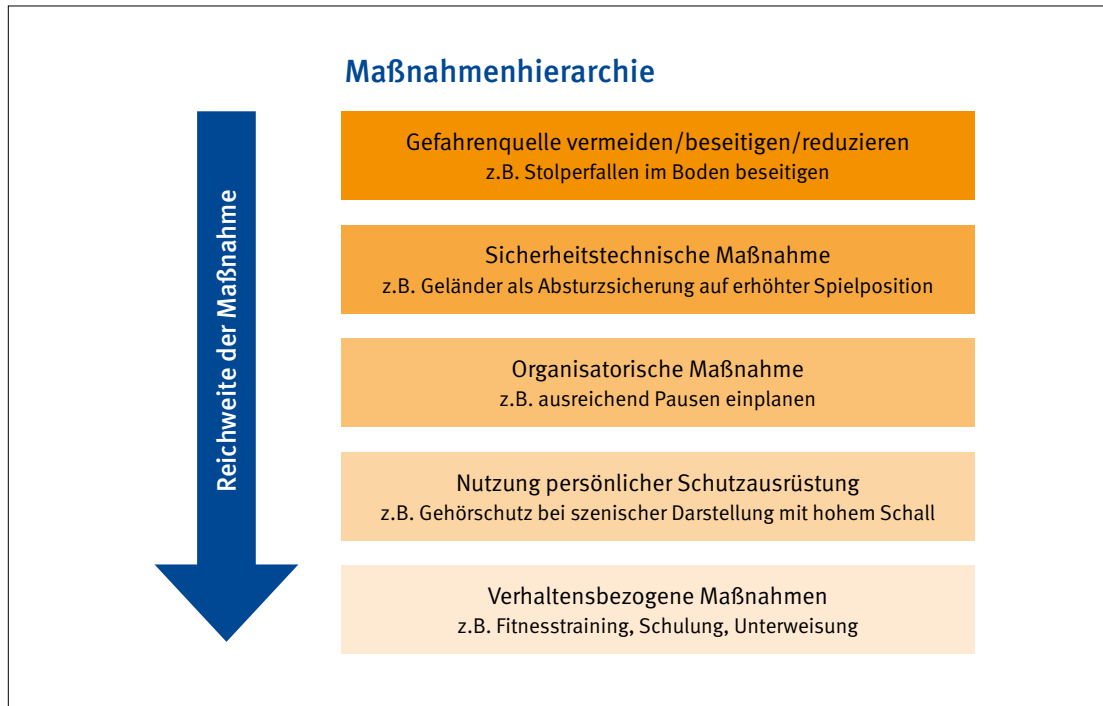 Maßnahmenhierarchie
Reichweite der Maßnahme
Gefahrenquelle vermeiden/beseitigen/reduzieren
z.B. Stolperfallen im Boden beseitigen
Sicherheitstechnische Maßnahme
z.B. Geländer als Absturzsicherung auf erhöhter Spielposition
Organisatorische Maßnahme
z.B. ausreichend Pausen einplanen
Nutzung persönlicher Schutzausrüstung
z.B. Gehörschutz bei szenischer Darstellung mit hohem Schall
Verhaltensbezogene Maßnahmen
z.B. Fitnesstraining, Schulung, Unterweisung